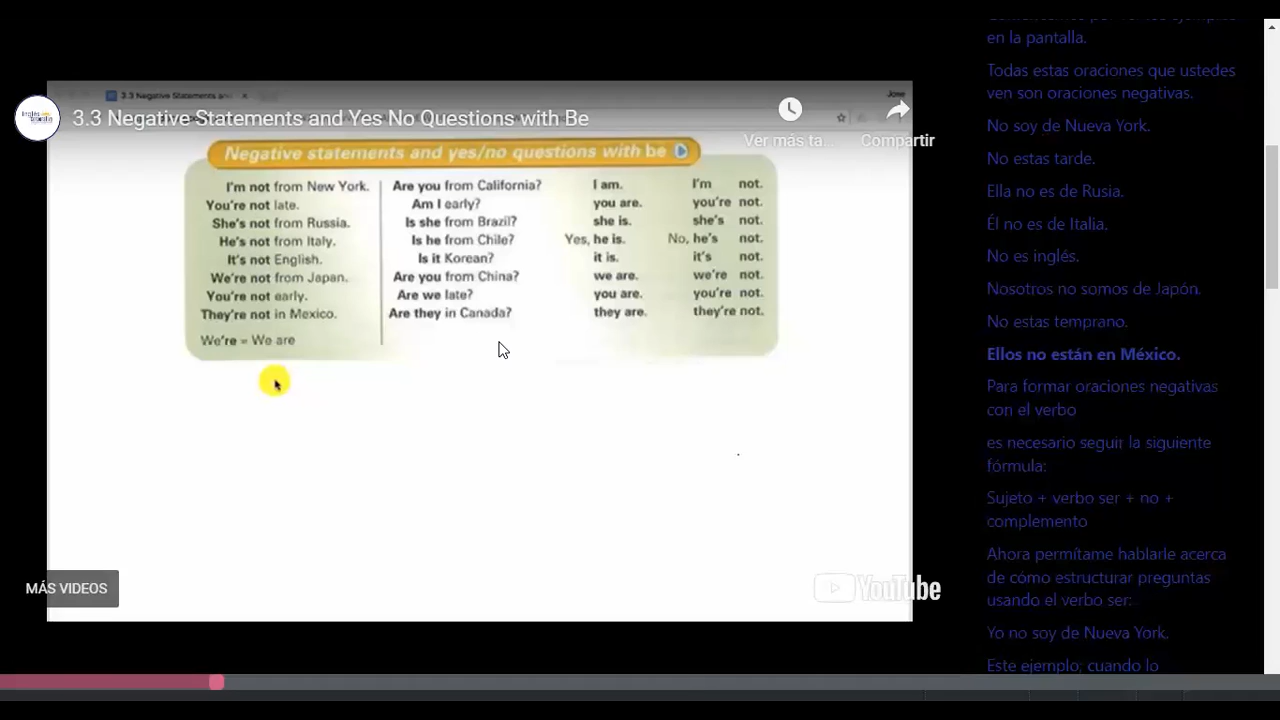 3.3 Negative Statements and
Jose
3.3 Negative Statements and Yes No Questions with Be
Ver más ta...
Compartir
Negative statements and yes/no questions with be
I'm not from New York.
You're not late.
She's not from Russia.
He's not from Italy.
It's not English.
We're not from Japan.
You're not early.
They're not in Mexico.
We're = We are
Are you from California?
Am I early?
Is she from Brazil?
Is he from Chile?
Is it Korean?
Are you from China?
Are we late?
Are they in Canada?
I am.
you are.
she is.
Yes, he is.
it is.
we are.
you are.
they are.
I'm not.
you're not.
she's not.
No, he's not.
it's not.
we're not.
you're not.
they're not.
MÁS VIDEOS
YouTube
en la pantalla.
Todas estas oraciones que ustedes
ven son oraciones negativas.
No soy de Nueva York.
No estas tarde.
Ella no es de Rusia.
Él no es de Italia.
No es inglés.
Nosotros no somos de Japón.
No estas temprano.
Ellos no están en México.
Para formar oraciones negativas
con el verbo
es necesario seguir la siguiente
fórmula:
Sujeto + verbo ser + no +
complemento
Ahora permítame hablarle acerca
de cómo estructurar preguntas
usando el verbo ser:
Yo no soy de Nueva York.
Este ejemplo; cuando lo